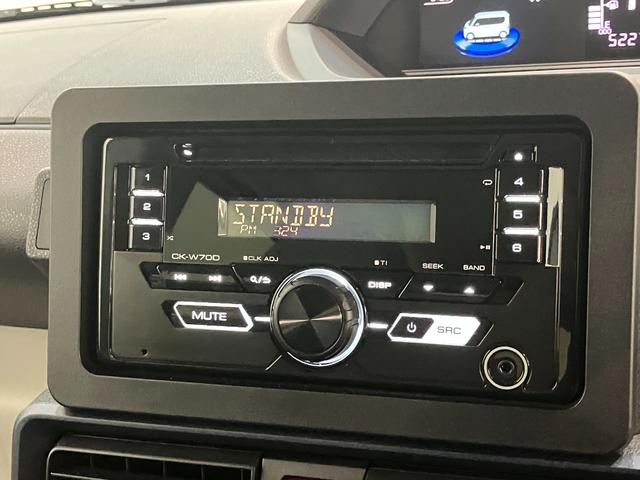 E
ODO
522
1
2
3
STANDBY
PM 3:24
4
5
6
CK-W70D
CLK ADJ
TI
SEEK
BAND
DISP
MUTE
SRC